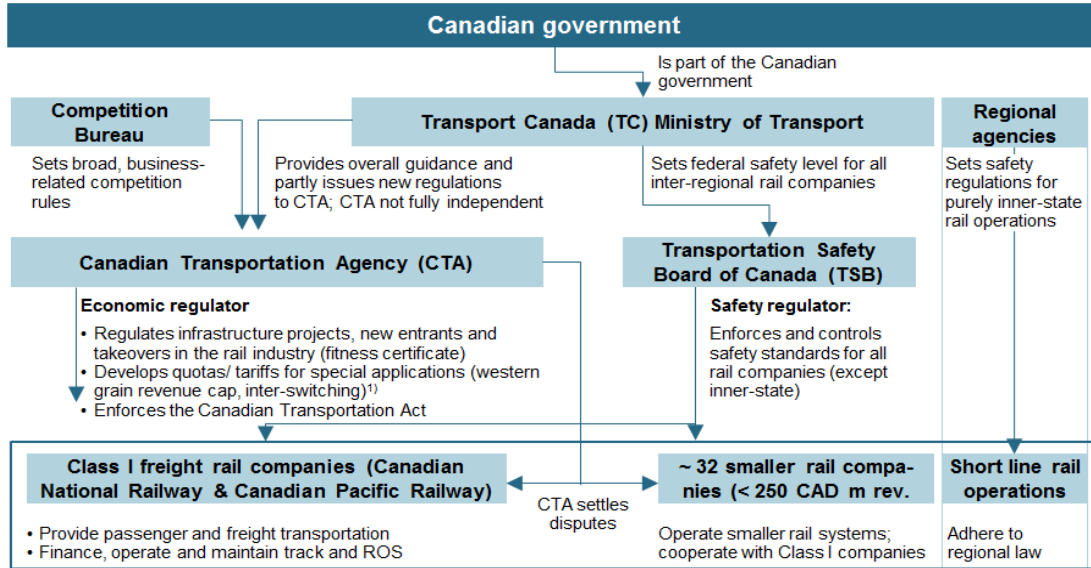 Canadian government
Is part of the Canadian
government
Competition
Bureau
Transport Canada (TC) Ministry of Transport
Regional
agencies
Sets broad, business-
related competition
rules
Provides overall guidance and
partly issues new regulations
to CTA; CTA not fully independent
Sets federal safety level for all
inter-regional rail companies
Sets safety
regulations for
purely inner-state
rail operations
Canadian Transportation Agency (CTA)
Transportation Safety
Board of Canada (TSB)
Economic regulator
• Regulates infrastructure projects, new entrants and
takeovers in the rail industry (fitness certificate)
• Develops quotas/ tariffs for special applications (western
grain revenue cap, inter-switching)¹⁾
• Enforces the Canadian Transportation Act
Safety regulator:
Enforces and controls
safety standards for all
rail companies (except
inner-state)
Class I freight rail companies (Canadian
National Railway & Canadian Pacific Railway)
CTA settles
disputes
~ 32 smaller rail compa-
nies (< 250 CAD m rev.
Short line rail
operations
• Provide passenger and freight transportation
• Finance, operate and maintain track and ROS
Operate smaller rail systems;
cooperate with Class I companies
Adhere to
regional law